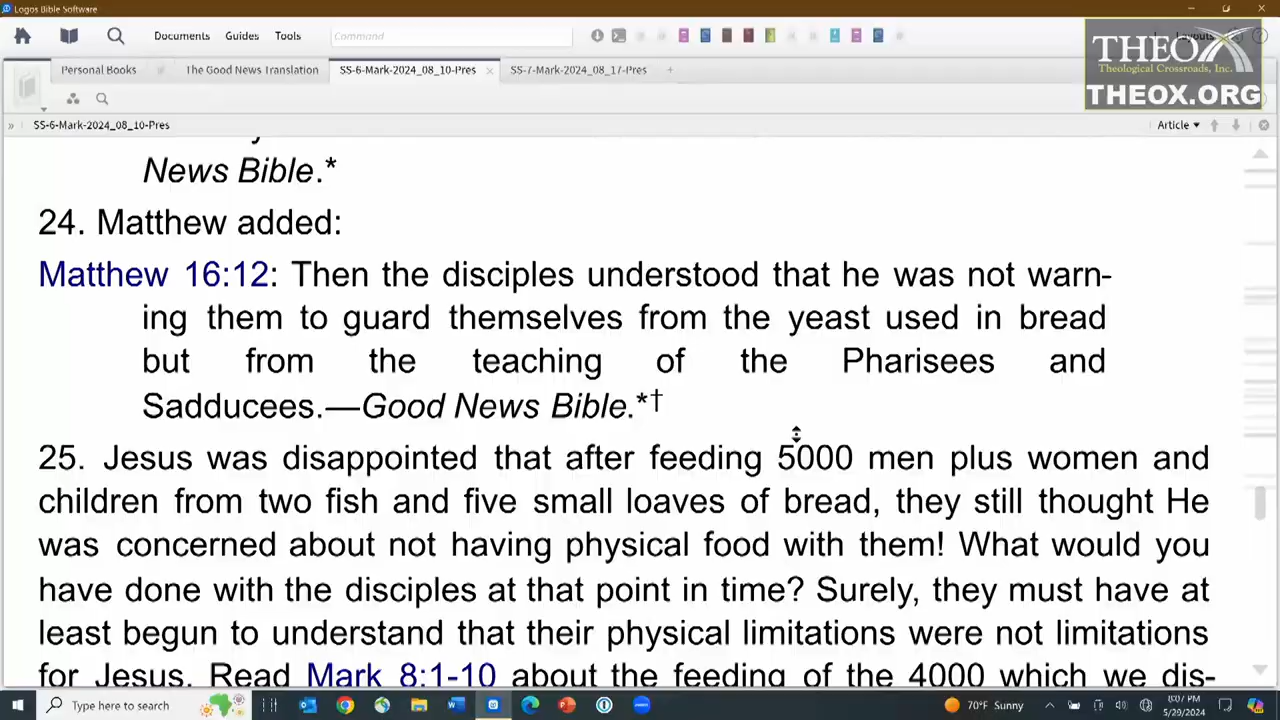 Logos Bible Software
Documents Guides Tools Command
THEOX
Theological Crossroads, Inc.
THEOX.ORG
Personal Books The Good News Translation SS-6-Mark-2024_08_10-Pres SS-7-Mark-2024_08_17-Pres
SS-6-Mark-2024_08_10-Pres Article
News Bible.*
24. Matthew added:
Matthew 16:12: Then the disciples understood that he was not warn-
ing them to guard themselves from the yeast used in bread
but from the teaching of the Pharisees and
Sadducees.—Good News Bible.*†
25. Jesus was disappointed that after feeding 5000 men plus women and
children from two fish and five small loaves of bread, they still thought He
was concerned about not having physical food with them! What would you
have done with the disciples at that point in time? Surely, they must have at
least begun to understand that their physical limitations were not limitations
for Jesus. Read Mark 8:1-10 about the feeding of the 4000 which we dis-
Type here to search 70°F Sunny 8:07 PM
5/29/2024